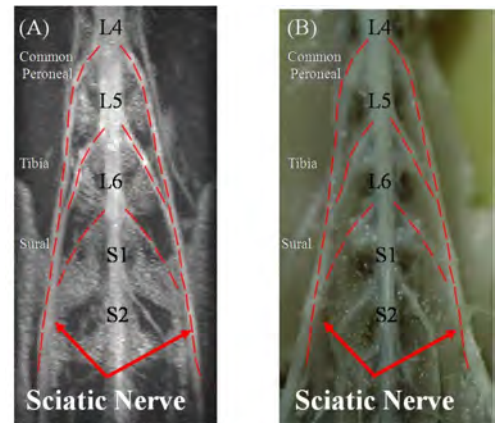 (A)
L4
Common
Peroneal
L5
Tibia
L6
Sural
S1
S2
Sciatic Nerve
(B)
L4
Common
Peroneal
L5
Tibia
L6
Sural
S1
S2
Sciatic Nerve